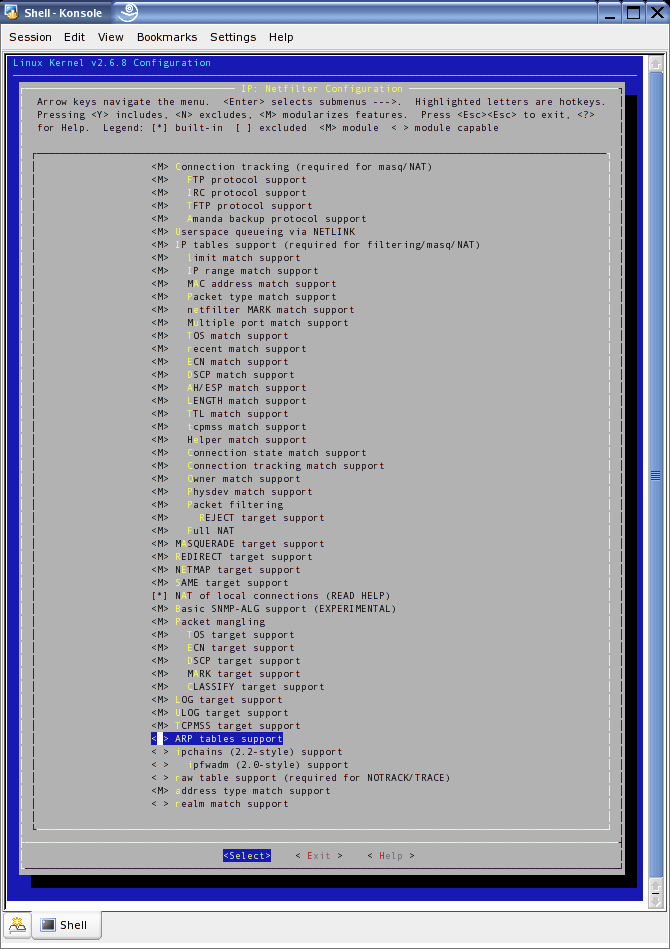 Shell - Konsole
Session Edit View Bookmarks Settings Help
Linux Kernel v2.6.8 Configuration
IP: Netfilter Configuration
Arrow keys navigate the menu. <Enter> selects submenus --->. Highlighted letters are hotkeys.
Pressing <Y> includes, <N> excludes, <M> modularizes features. Press <Esc><Esc> to exit, <?>
for Help. Legend: [*] built-in [ ] excluded <M> module < > module capable
<M> Connection tracking (required for masq/NAT)
<M> FTP protocol support
<M> IRC protocol support
<M> TFTP protocol support
<M> Amanda backup protocol support
<M> Userspace queueing via NETLINK
<M> IP tables support (required for filtering/masq/NAT)
<M> limit match support
<M> IP range match support
<M> MAC address match support
<M> Packet type match support
<M> netfilter MARK match support
<M> Multiple port match support
<M> TOS match support
<M> recent match support
<M> ECN match support
<M> DSCP match support
<M> AH/ESP match support
<M> LENGTH match support
<M> TTL match support
<M> tcpmss match support
<M> Helper match support
<M> Connection state match support
<M> Connection tracking match support
<M> Owner match support
<M> Physdev match support
<M> Packet filtering
<M> REJECT target support
<M> Full NAT
<M> MASQUERADE target support
<M> REDIRECT target support
<M> NETMAP target support
<M> SAME target support
[*] NAT of local connections (READ HELP)
<M> Basic SNMP-ALG support (EXPERIMENTAL)
<M> Packet mangling
<M> TOS target support
<M> ECN target support
<M> DSCP target support
<M> MARK target support
<M> CLASSIFY target support
<M> LOG target support
<M> ULOG target support
<M> TCPMSS target support
< > ARP tables support
< > ipchains (2.2-style) support
< > ipfwadm (2.0-style) support
< > raw table support (required for NOTRACK/TRACE)
<M> address type match support
< > realm match support
<Select> < Exit > < Help >
Shell